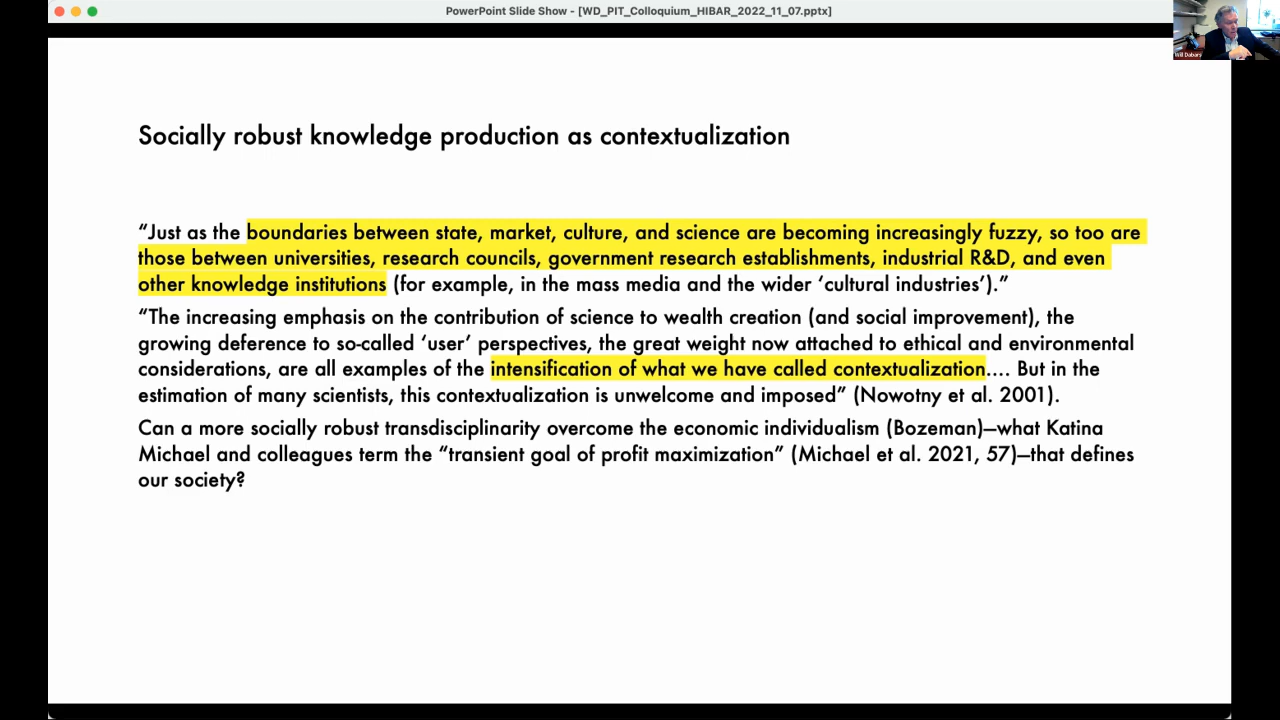 PowerPoint Slide Show - [WD_PIT_Colloquium_HIBAR_2022_11_07.pptx]
Will Dabars
Socially robust knowledge production as contextualization
“Just as the boundaries between state, market, culture, and science are becoming increasingly fuzzy, so too are
those between universities, research councils, government research establishments, industrial R&D, and even
other knowledge institutions (for example, in the mass media and the wider ‘cultural industries’).”
“The increasing emphasis on the contribution of science to wealth creation (and social improvement), the
growing deference to so-called ‘user’ perspectives, the great weight now attached to ethical and environmental
considerations, are all examples of the intensification of what we have called contextualization…. But in the
estimation of many scientists, this contextualization is unwelcome and imposed” (Nowotny et al. 2001).
Can a more socially robust transdisciplinarity overcome the economic individualism (Bozeman)—what Katina
Michael and colleagues term the “transient goal of profit maximization” (Michael et al. 2021, 57)—that defines
our society?